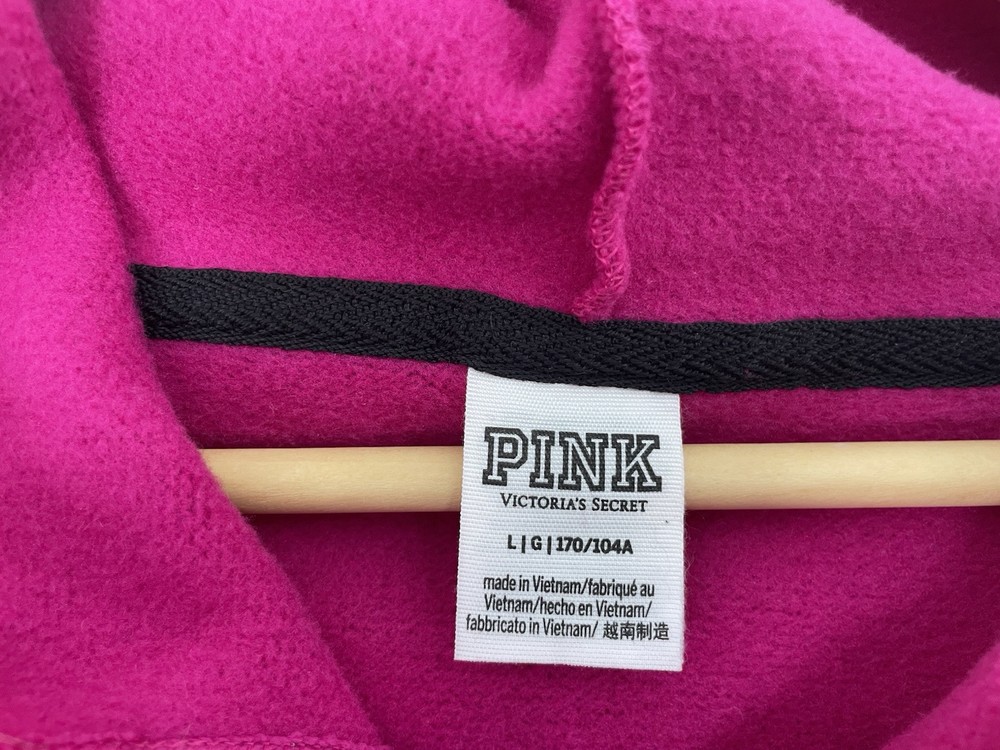 PINK
VICTORIA'S SECRET
L | G | 170/104A
made in Vietnam/fabriqué au
Vietnam/hecho en Vietnam/
fabbricato in Vietnam/ 越南制造